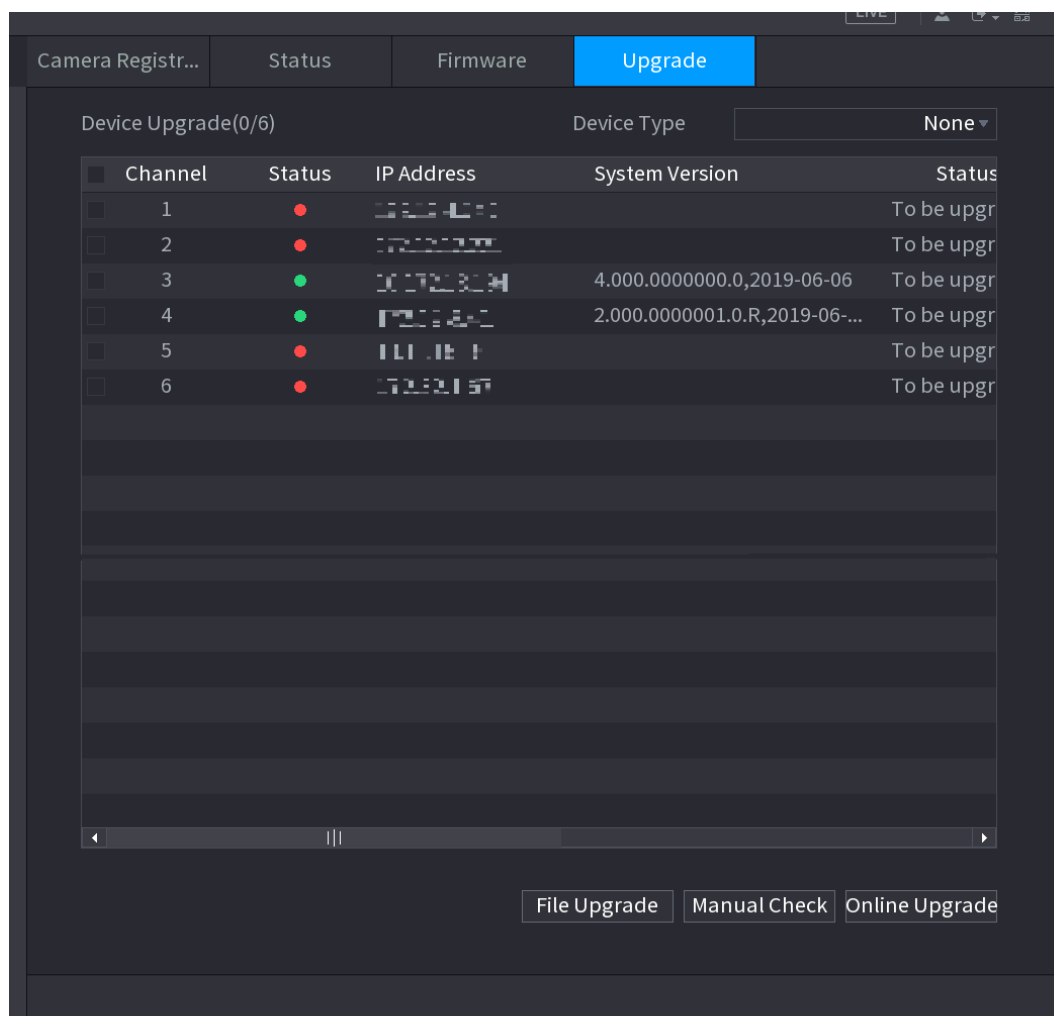 LIVE
Camera Registr... Status Firmware Upgrade
Device Upgrade(0/6) Device Type None
Channel Status IP Address System Version Status
1 To be upgr
2 To be upgr
3 4.000.0000000.0,2019-06-06 To be upgr
4 2.000.0000001.0.R,2019-06-... To be upgr
5 To be upgr
6 To be upgr
File Upgrade Manual Check Online Upgrade